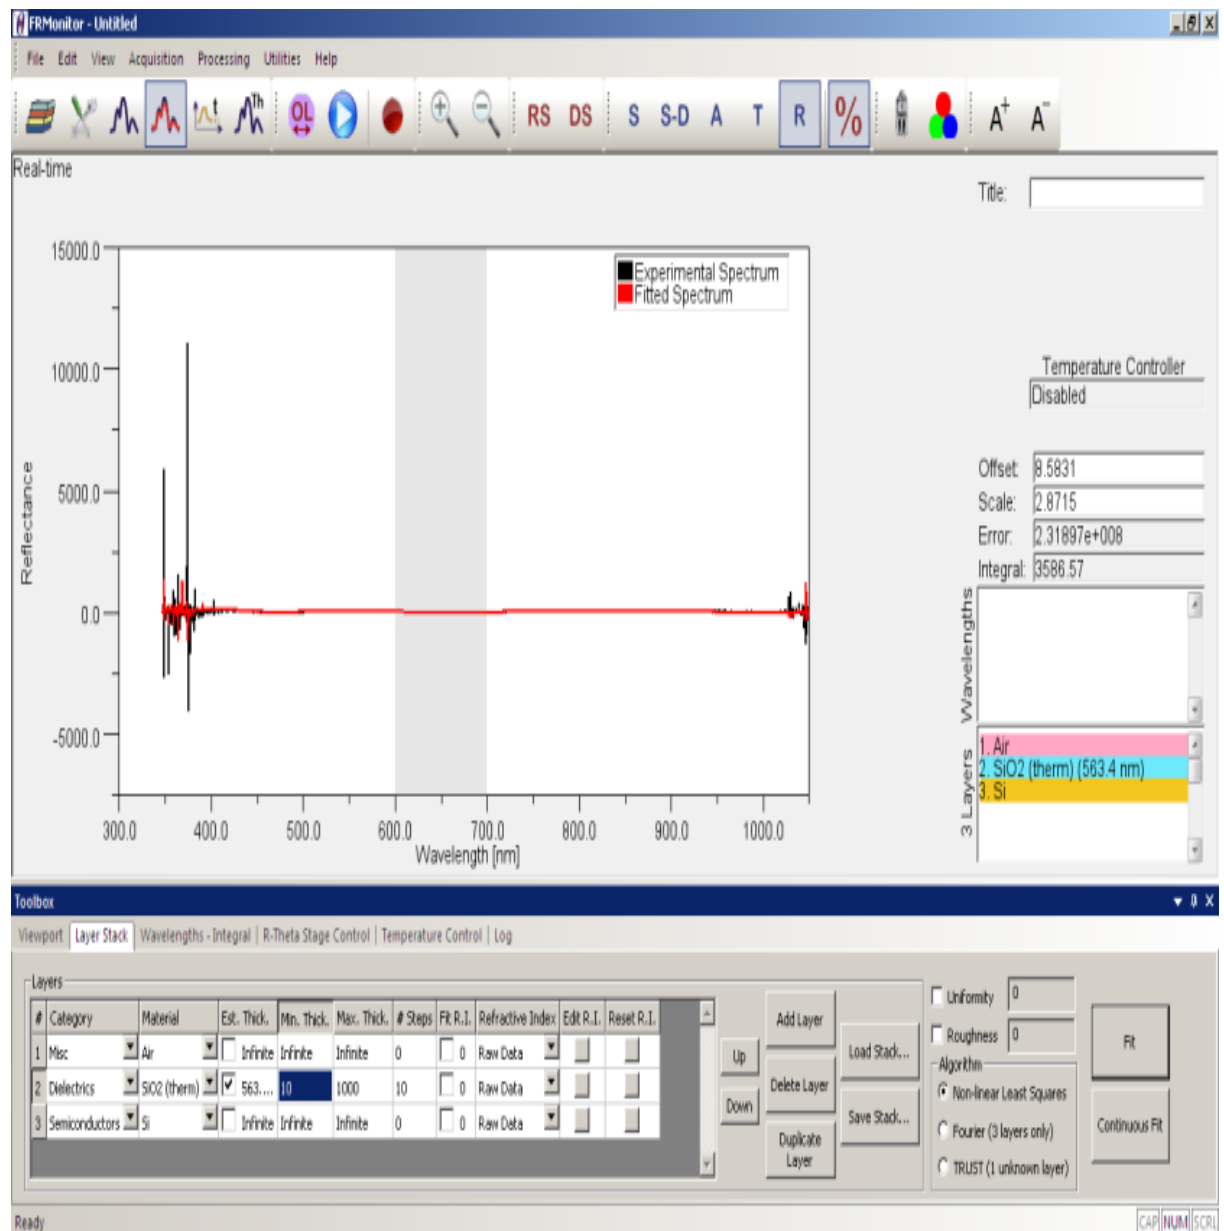 FRMonitor - Untitled
File Edit View Acquisition Processing Utilities Help
t Th OL RS DS S S-D A T R % A+ A-
Real-time
Title:
15000.0
Experimental Spectrum
Fitted Spectrum
10000.0
Temperature Controller
Disabled
5000.0
Offset: 8.5831
Scale: 2.8715
Error: 2.31897e+008
Integral: 3586.57
Reflectance
0.0
Wavelengths
-5000.0
3 Layers
1. Air
2. SiO2 (therm) (563.4 nm)
3. Si
300.0 400.0 500.0 600.0 700.0 800.0 900.0 1000.0
Wavelength [nm]
Toolbox
Viewport Layer Stack Wavelengths - Integral R-Theta Stage Control Temperature Control Log
Layers
# Category Material Est. Thick. Min. Thick. Max. Thick. # Steps Fit R.I. Refractive Index Edit R.I. Reset R.I.
1 Misc Air Infinite Infinite Infinite 0 0 Raw Data
2 Dielectrics SiO2 (therm) 563.... 10 1000 10 0 Raw Data
3 Semiconductors Si Infinite Infinite Infinite 0 0 Raw Data
Up
Down
Add Layer
Delete Layer
Duplicate
Layer
Load Stack...
Save Stack...
Uniformity 0
Roughness 0
Algorithm
Non-linear Least Squares
Fourier (3 layers only)
TRUST (1 unknown layer)
Fit
Continuous Fit
Ready
CAP NUM SCRL